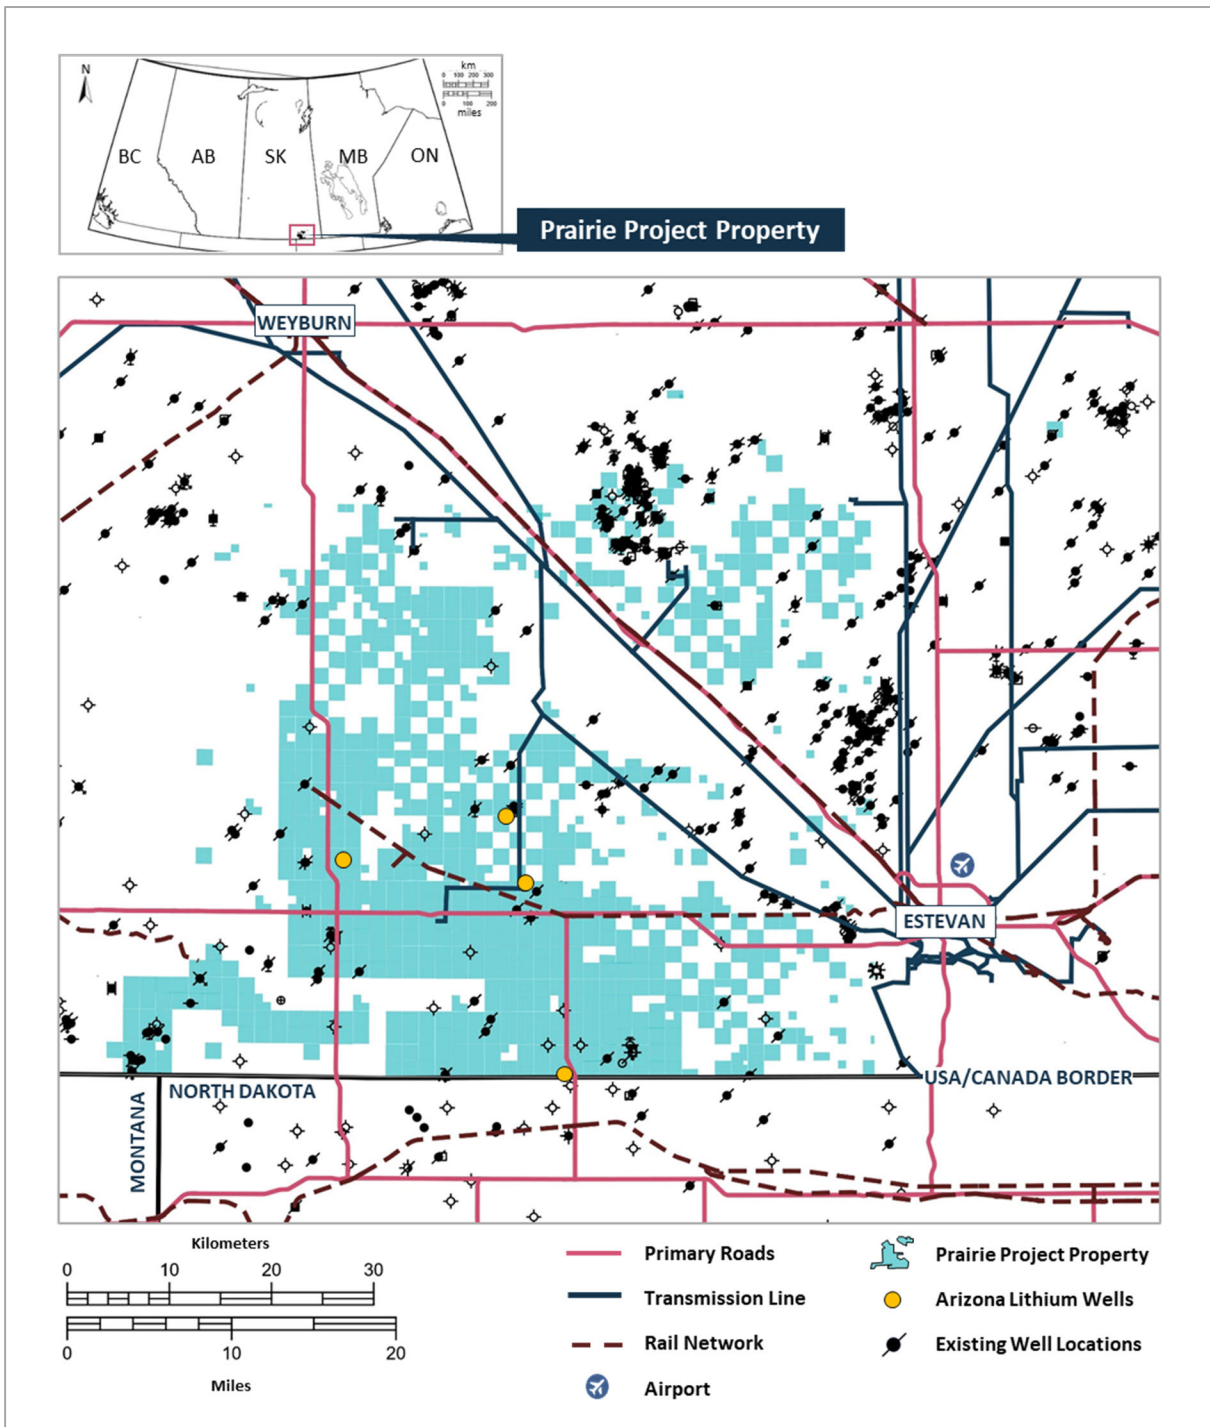 N
km
0 100 200 300
0 100 200
miles
BC AB SK MB ON
Prairie Project Property
WEYBURN
ESTEVAN
NORTH DAKOTA
USA/CANADA BORDER
MONTANA
Kilometers
0 10 20 30
0 10 20
Miles
Primary Roads
Transmission Line
Rail Network
Airport
Prairie Project Property
Arizona Lithium Wells
Existing Well Locations